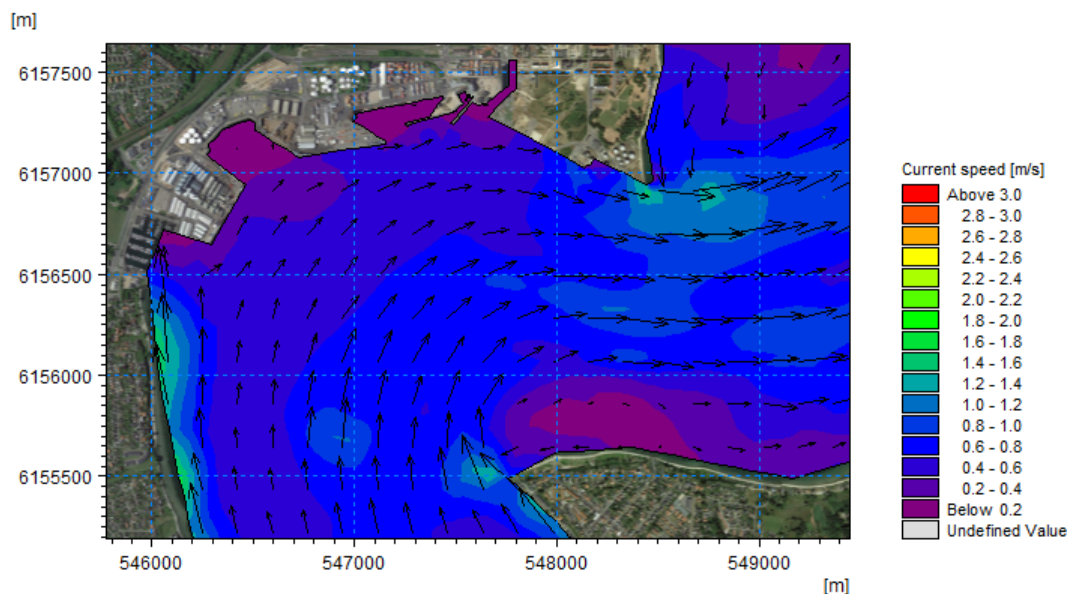 [m]
6157500
6157000
6156500
6156000
6155500
546000 547000 548000 549000
[m]
Current speed [m/s]
Above 3.0
2.8 - 3.0
2.6 - 2.8
2.4 - 2.6
2.2 - 2.4
2.0 - 2.2
1.8 - 2.0
1.6 - 1.8
1.4 - 1.6
1.2 - 1.4
1.0 - 1.2
0.8 - 1.0
0.6 - 0.8
0.4 - 0.6
0.2 - 0.4
Below 0.2
Undefined Value